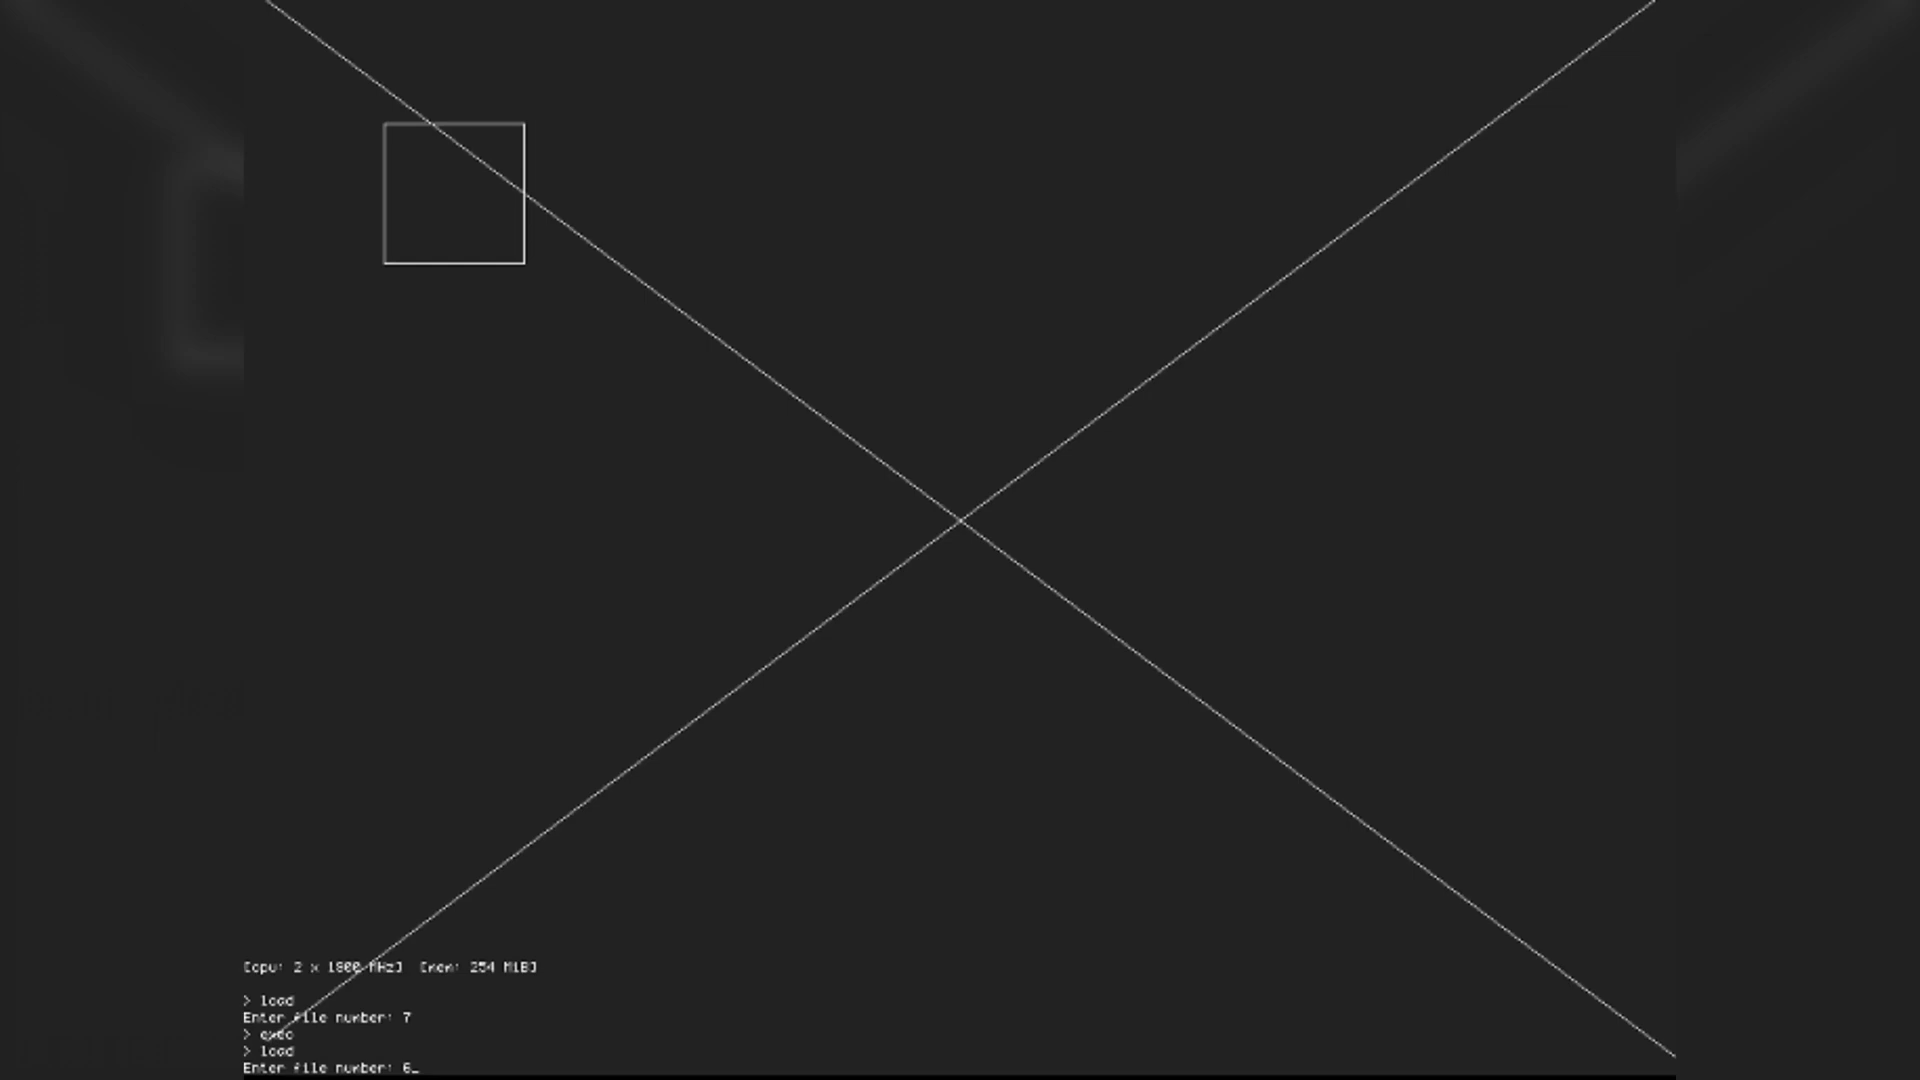 [cpu: 2 x 1800 MHz]  [mem: 254 MiB]
> load
Enter file number: 7
> exec
> load
Enter file number: 6_